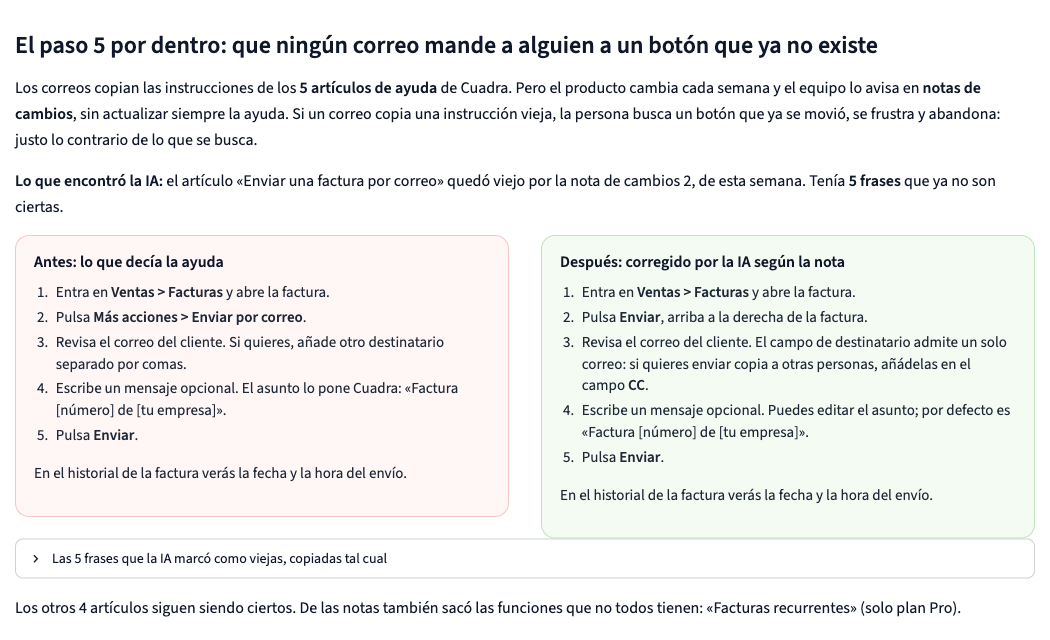 El paso 5 por dentro: que ningún correo mande a alguien a un botón que ya no existe
Los correos copian las instrucciones de los 5 artículos de ayuda de Cuadra. Pero el producto cambia cada semana y el equipo lo avisa en notas de
cambios, sin actualizar siempre la ayuda. Si un correo copia una instrucción vieja, la persona busca un botón que ya se movió, se frustra y abandona:
justo lo contrario de lo que se busca.
Lo que encontró la IA: el artículo «Enviar una factura por correo» quedó viejo por la nota de cambios 2, de esta semana. Tenía 5 frases que ya no son
ciertas.
Antes: lo que decía la ayuda
1. Entra en Ventas > Facturas y abre la factura.
2. Pulsa Más acciones > Enviar por correo.
3. Revisa el correo del cliente. Si quieres, añade otro destinatario
separado por comas.
4. Escribe un mensaje opcional. El asunto lo pone Cuadra: «Factura
[número] de [tu empresa]».
5. Pulsa Enviar.
En el historial de la factura verás la fecha y la hora del envío.
Después: corregido por la IA según la nota
1. Entra en Ventas > Facturas y abre la factura.
2. Pulsa Enviar, arriba a la derecha de la factura.
3. Revisa el correo del cliente. El campo de destinatario admite un solo
correo: si quieres enviar copia a otras personas, añádelas en el
campo CC.
4. Escribe un mensaje opcional. Puedes editar el asunto; por defecto es
«Factura [número] de [tu empresa]».
5. Pulsa Enviar.
En el historial de la factura verás la fecha y la hora del envío.
Las 5 frases que la IA marcó como viejas, copiadas tal cual
Los otros 4 artículos siguen siendo ciertos. De las notas también sacó las funciones que no todos tienen: «Facturas recurrentes» (solo plan Pro).